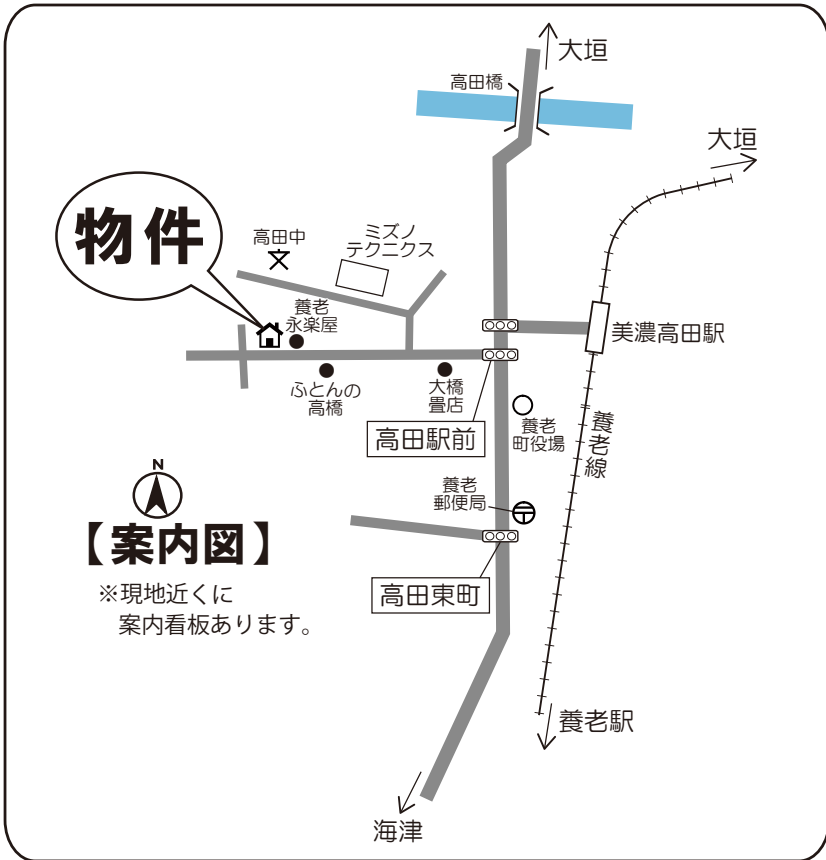 大垣
高田橋
大垣
物件
高田中
ミズノ
テクニクス
養老
永楽屋
美濃高田駅
ふとんの
高橋
大橋
畳店
高田駅前
養老
町役場
養老線
養老
郵便局
N
【案内図】
※現地近くに
案内看板あります。
高田東町
養老駅
海津